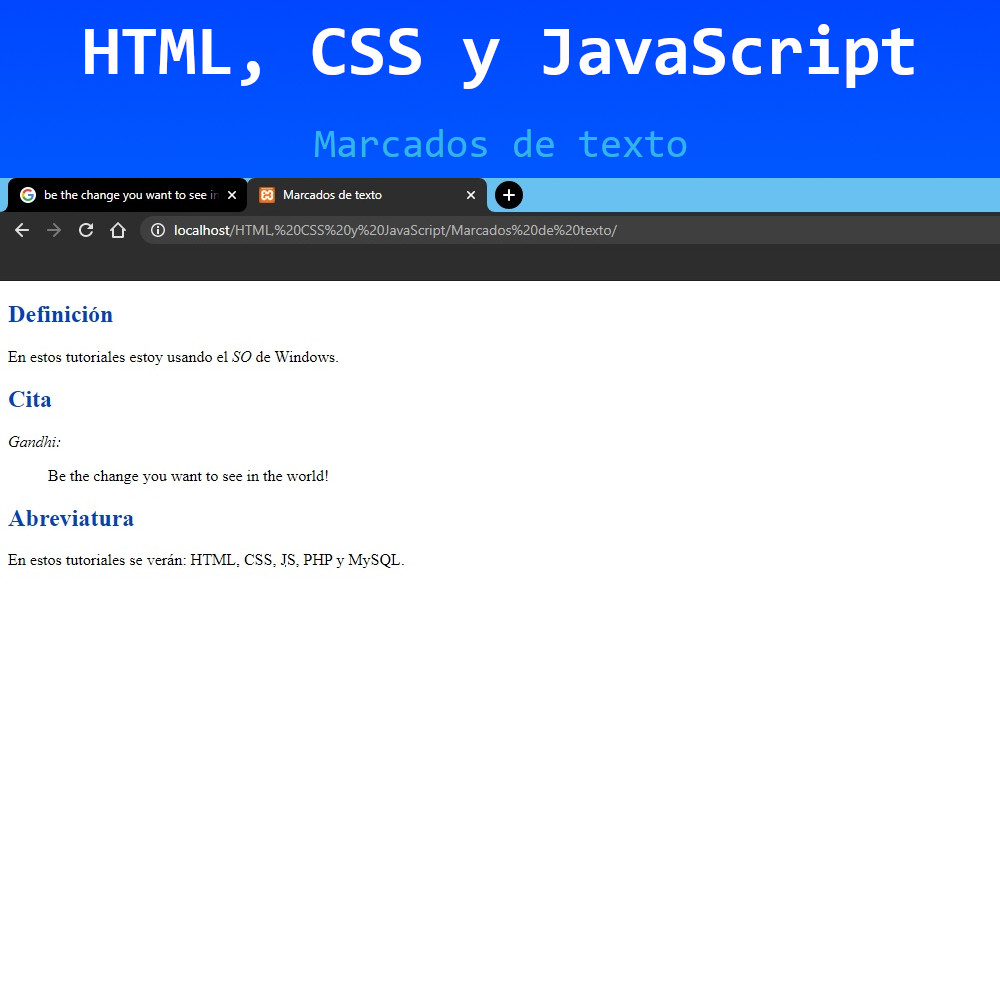 HTML, CSS y JavaScript
Marcados de texto
be the change you want to see in
Marcados de texto
localhost/HTML,%20CSS%20y%20JavaScript/Marcados%20de%20texto/
Definición
En estos tutoriales estoy usando el SO de Windows.
Cita
Gandhi:
Be the change you want to see in the world!
Abreviatura
En estos tutoriales se verán: HTML, CSS, JS, PHP y MySQL.